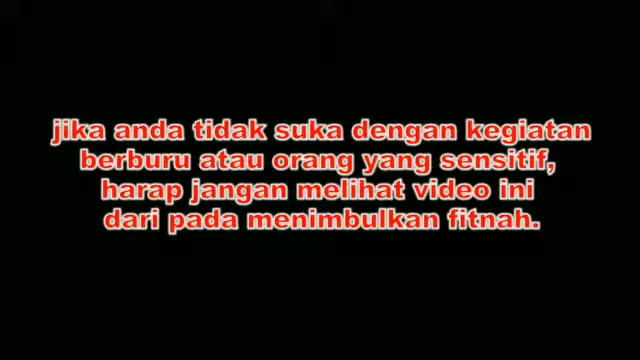 jika anda tidak suka dengan kegiatan
berburu atau orang yang sensitif,
harap jangan melihat video ini
dari pada menimbulkan fitnah.